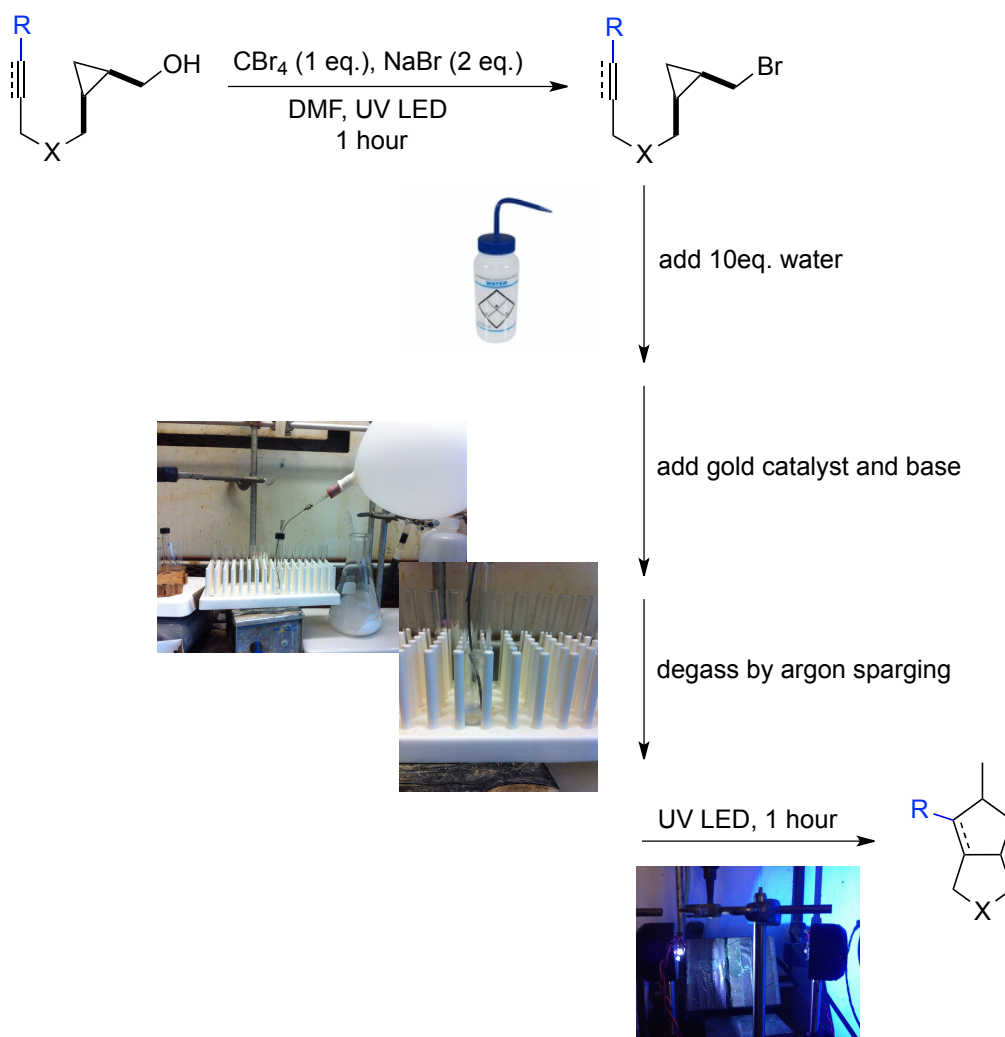 R
OH
X
CBr4 (1 eq.), NaBr (2 eq.)
DMF, UV LED
1 hour
R
Br
X
WATER
add 10eq. water
add gold catalyst and base
degass by argon sparging
UV LED, 1 hour
R
X